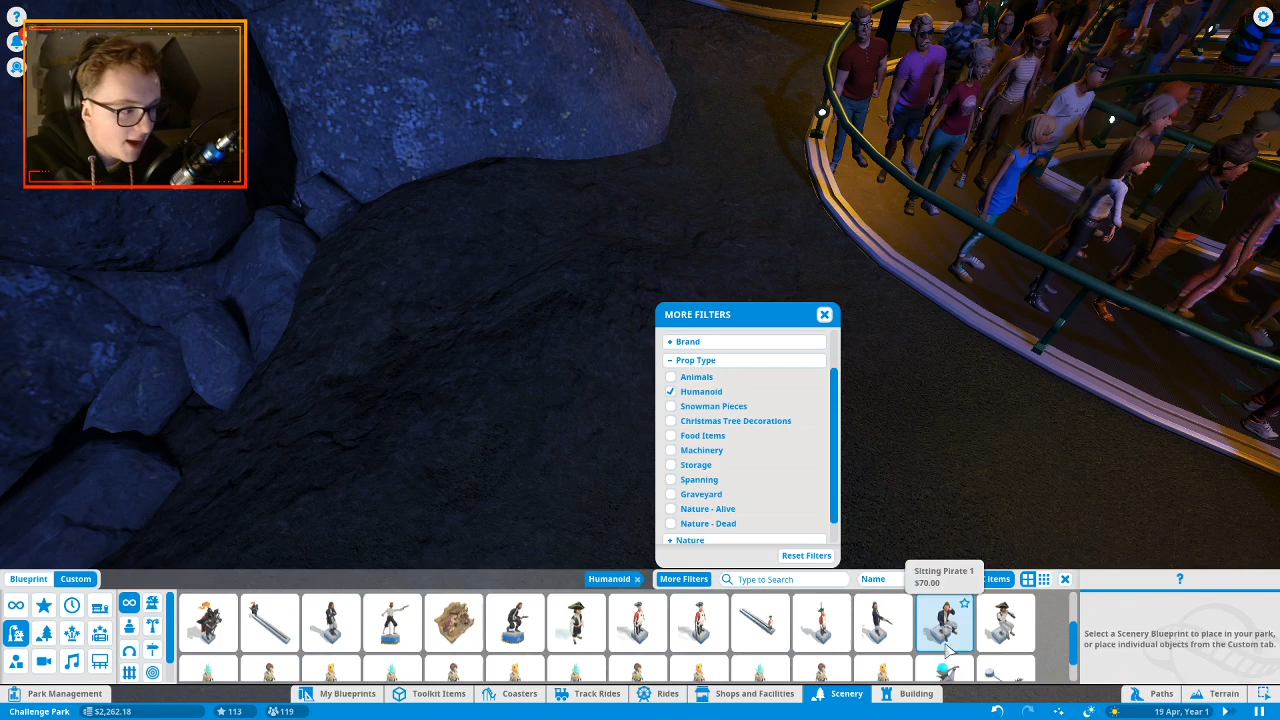 ?
MORE FILTERS
+ Brand
− Prop Type
Animals
Humanoid
Snowman Pieces
Christmas Tree Decorations
Food Items
Machinery
Storage
Spanning
Graveyard
Nature - Alive
Nature - Dead
+ Nature
Reset Filters
Sitting Pirate 1
$70.00
Blueprint
Custom
Humanoid ×
More Filters
Type to Search
Name
items
?
Select a Scenery Blueprint to place in your park,
or place individual objects from the Custom tab.
Park Management
My Blueprints
Toolkit Items
Coasters
Track Rides
Rides
Shops and Facilities
Scenery
Building
Paths
Terrain
Challenge Park
$2,262.18
113
119
19 Apr, Year 1